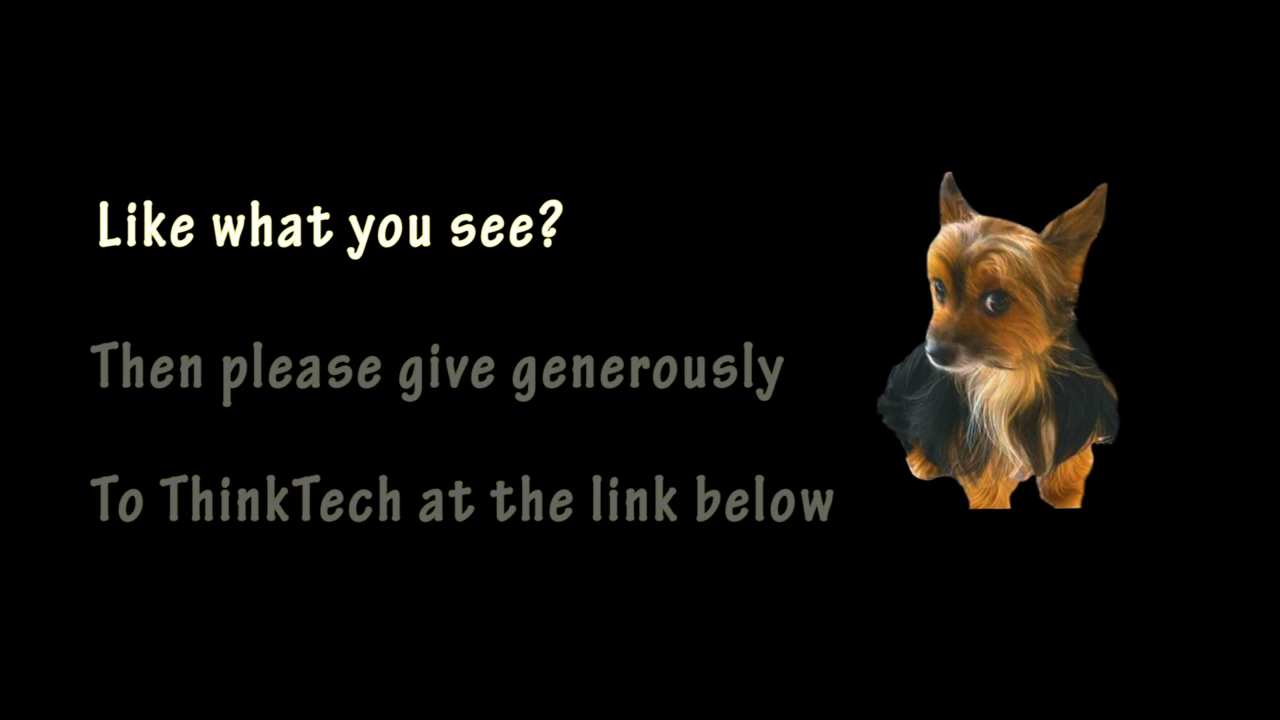 Like what you see?
Then please give generously
To ThinkTech at the link below